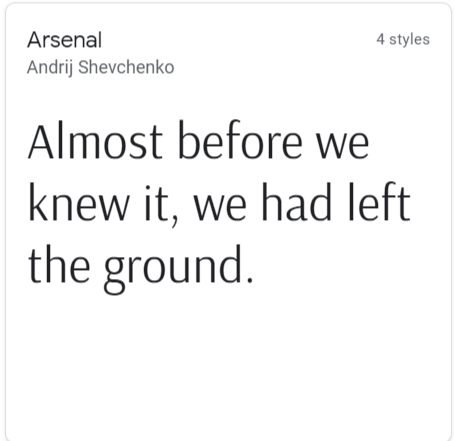 Arsenal
4 styles
Andrij Shevchenko
Almost before we
knew it, we had left
the ground.